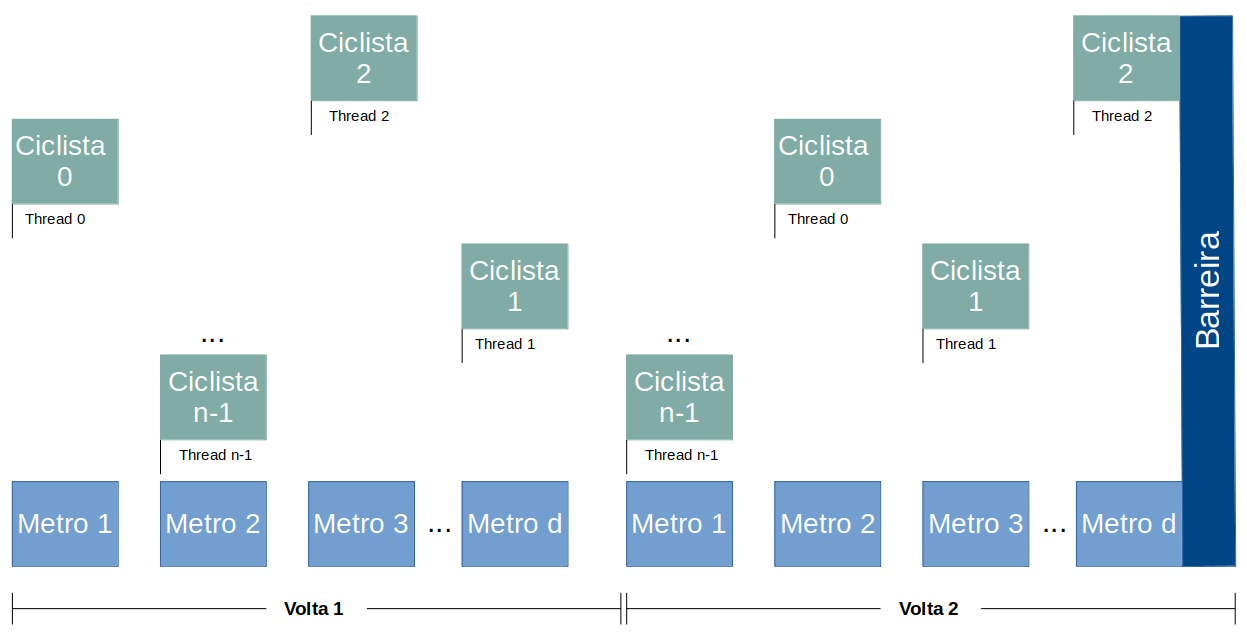 Ciclista
2
Thread 2
Ciclista
2
Thread 2
Ciclista
0
Thread 0
Ciclista
0
Thread 0
Ciclista
1
Thread 1
Ciclista
1
Thread 1
Barreira
...
Ciclista
n-1
Thread n-1
...
Ciclista
n-1
Thread n-1
Metro 1
Metro 2
Metro 3
...
Metro d
Metro 1
Metro 2
Metro 3
...
Metro d
Volta 1
Volta 2